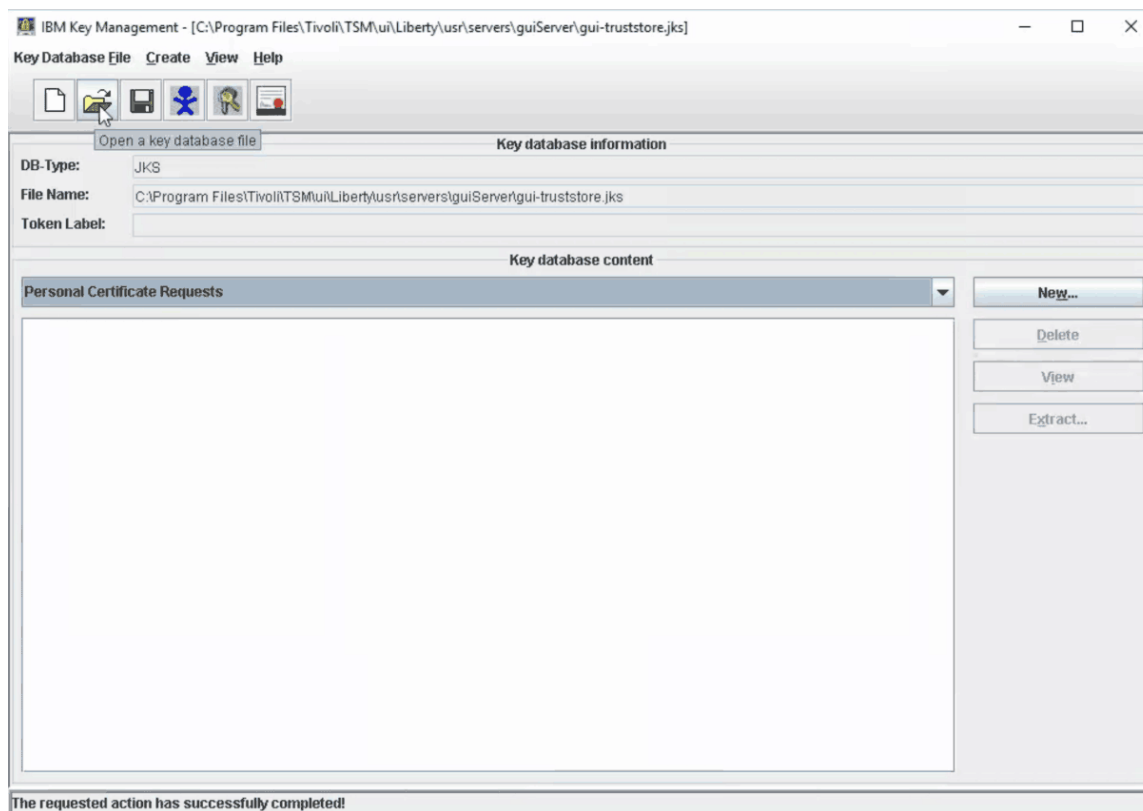 IBM Key Management - [C:\Program Files\Tivoli\TSM\ui\Liberty\usr\servers\guiServer\gui-truststore.jks]
Key Database File Create View Help
Open a key database file
Key database information
DB-Type: JKS
File Name: C:\Program Files\Tivoli\TSM\ui\Liberty\usr\servers\guiServer\gui-truststore.jks
Token Label:
Key database content
Personal Certificate Requests
New...
Delete
View
Extract...
The requested action has successfully completed!